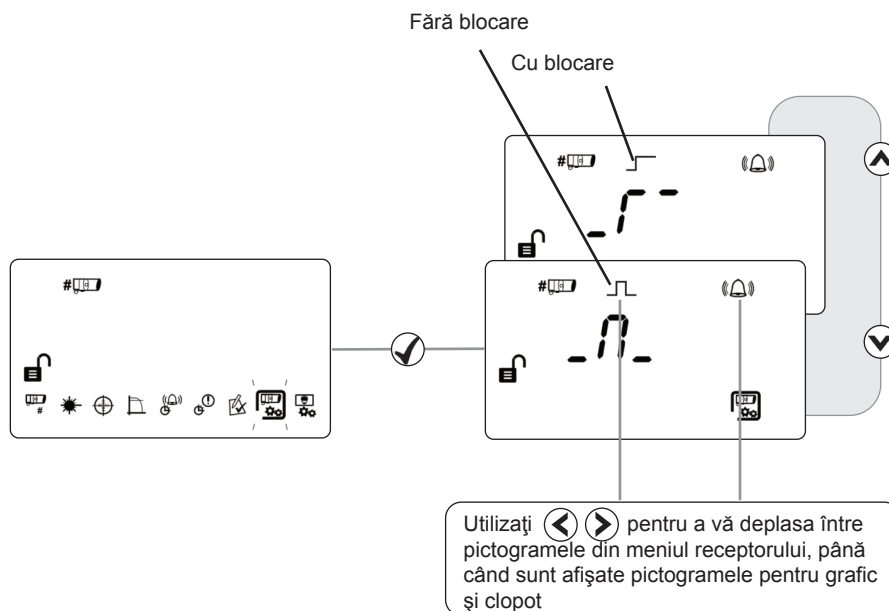 Fără blocare
Cu blocare
#
#
#
#
Utilizaţi pentru a vă deplasa între
pictogramele din meniul receptorului, până
când sunt afişate pictogramele pentru grafic
şi clopot